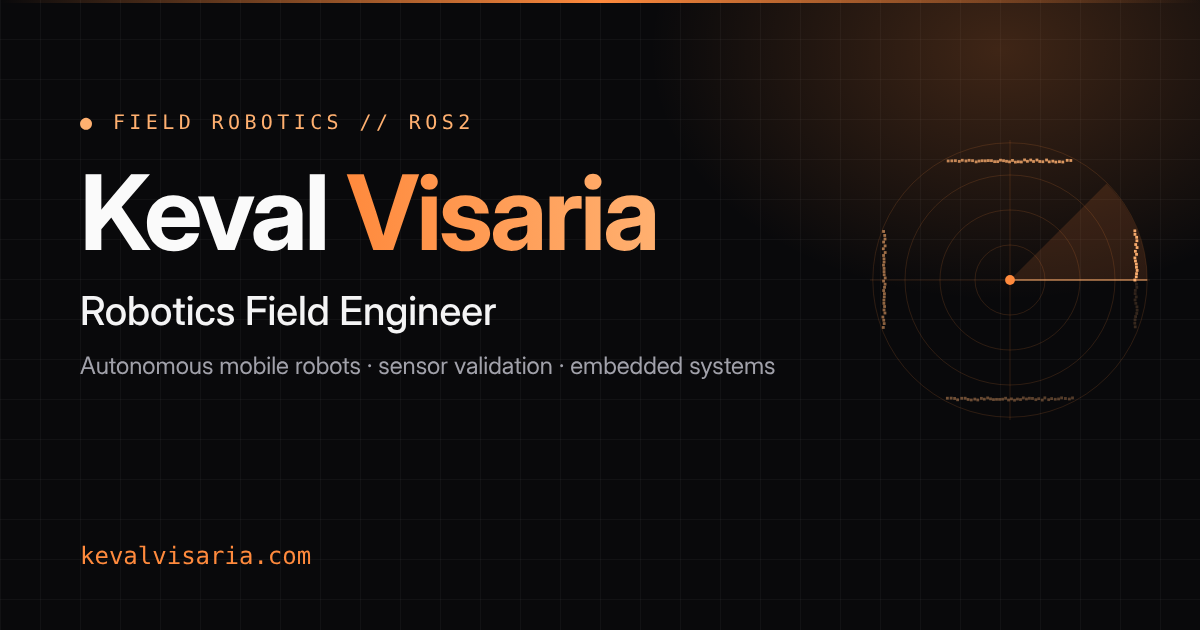 FIELD ROBOTICS // ROS2
Keval Visaria
Robotics Field Engineer
Autonomous mobile robots · sensor validation · embedded systems
kevalvisaria.com